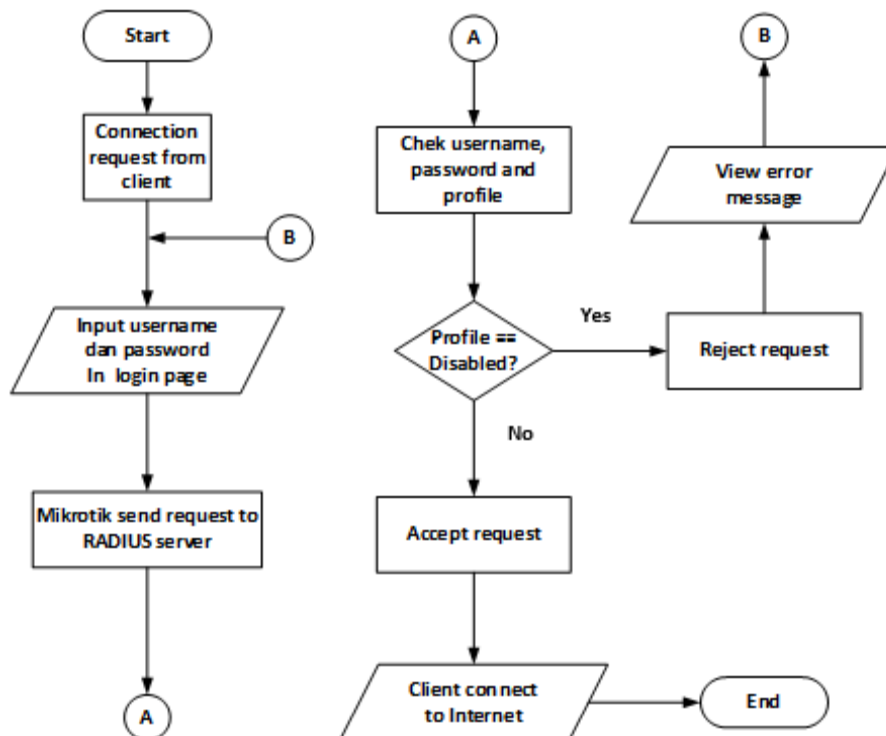 Start
Connection
request from
client
B
Input username
dan password
In login page
Mikrotik send request to
RADIUS server
A
A
Chek username,
password and
profile
Profile ==
Disabled?
Yes
No
Accept request
Client connect
to Internet
End
Reject request
View error
message
B